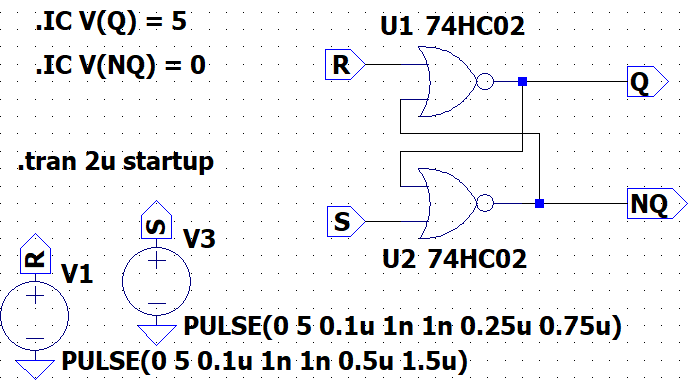 .IC V(Q) = 5
U1 74HC02
.IC V(NQ) = 0
R
Q
.tran 2u startup
S
NQ
U2 74HC02
S
V3
R
V1
PULSE(0 5 0.1u 1n 1n 0.25u 0.75u)
PULSE(0 5 0.1u 1n 1n 0.5u 1.5u)